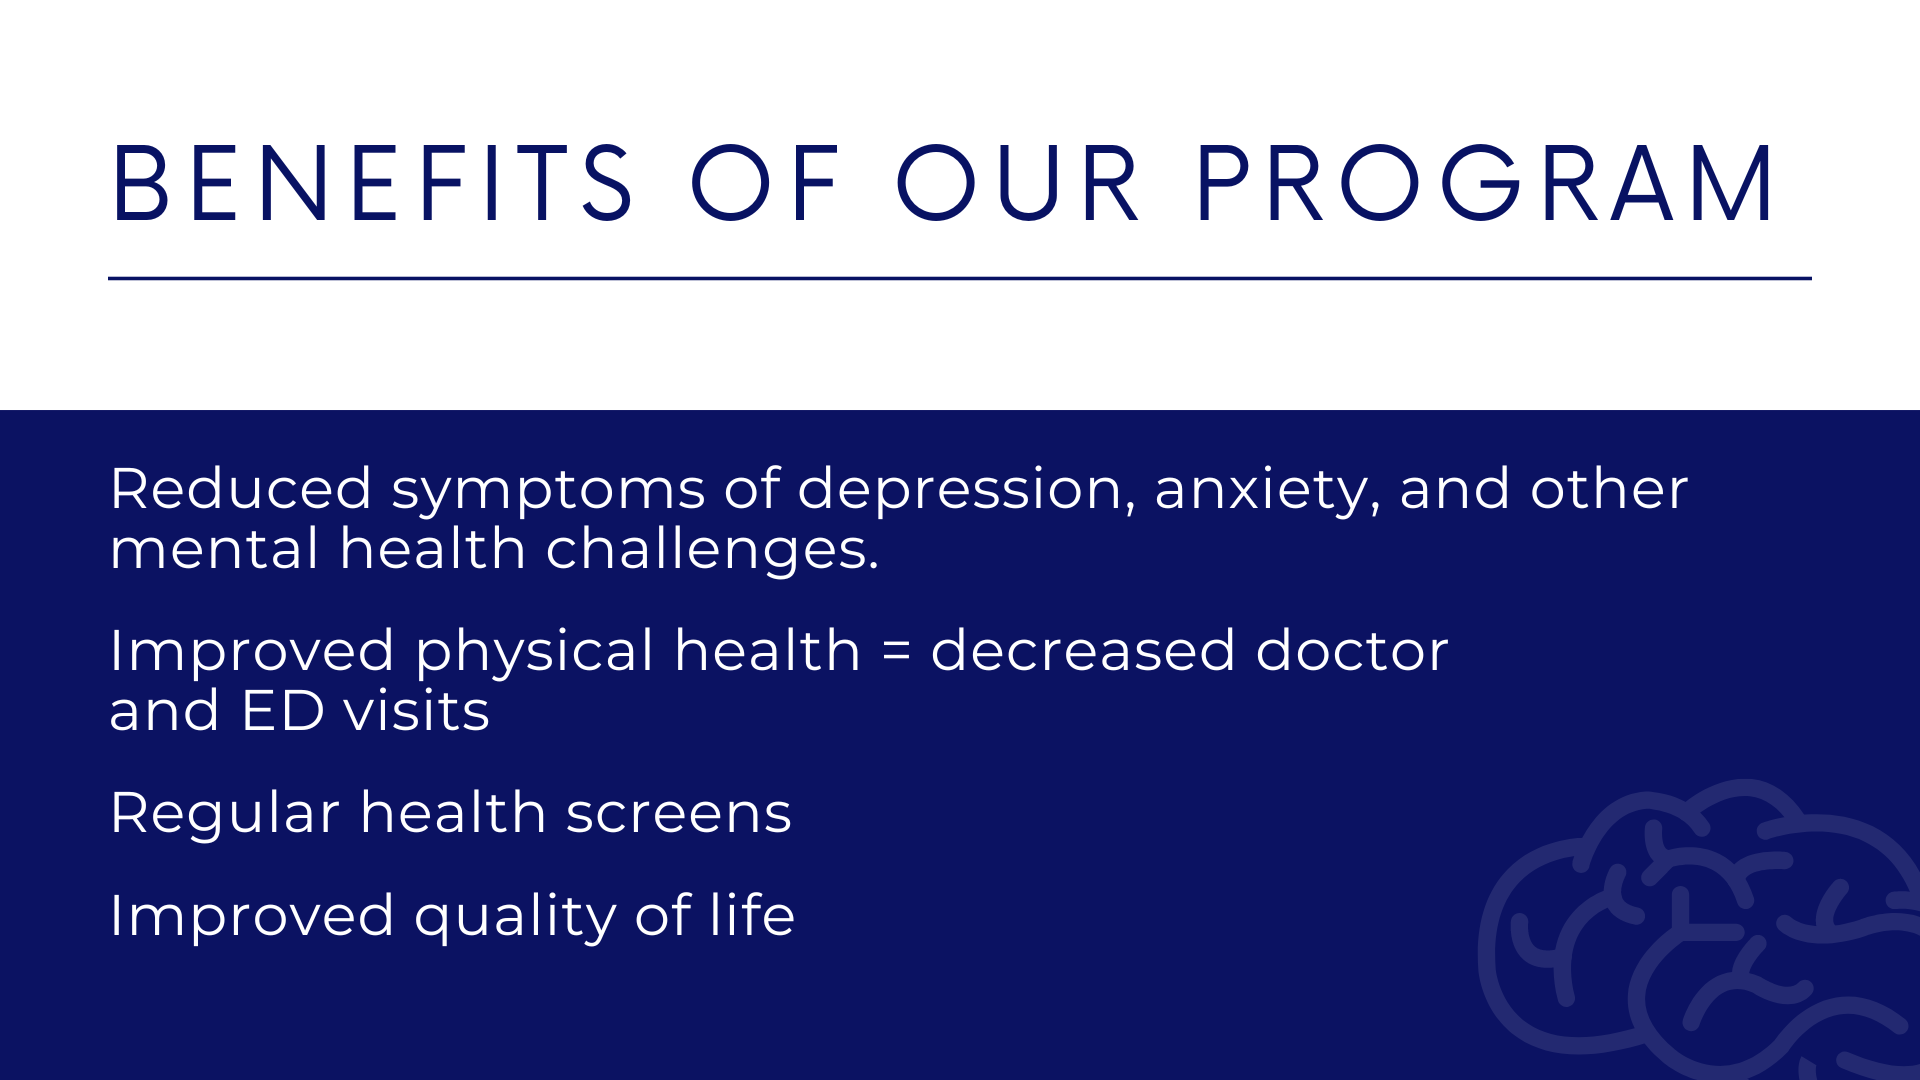 BENEFITS OF OUR PROGRAM
Reduced symptoms of depression, anxiety, and other
mental health challenges.
Improved physical health = decreased doctor
and ED visits
Regular health screens
Improved quality of life